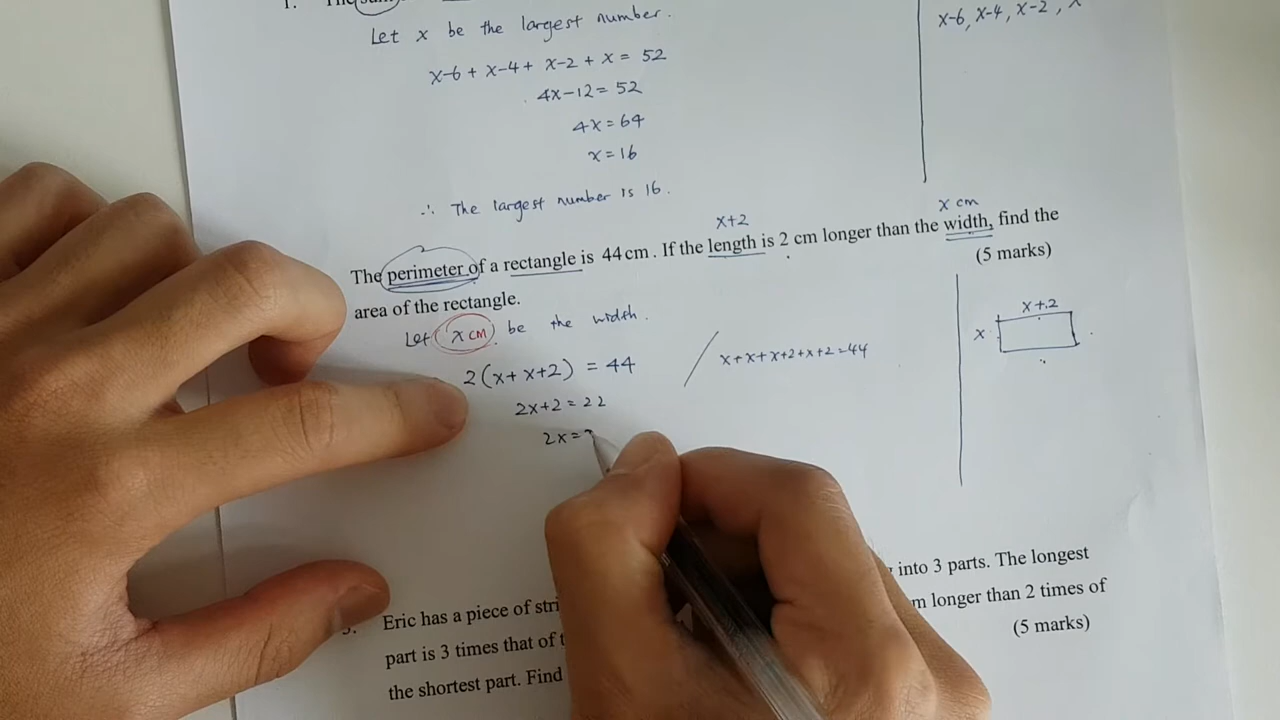 1.
Let x be the largest number.
x-6 + x-4 + x-2 + x = 52
4x-12 = 52
4x = 64
x = 16
∴ The largest number is 16.
x-6, x-4, x-2, x
x+2
x cm
The perimeter of a rectangle is 44 cm. If the length is 2 cm longer than the width, find the
area of the rectangle.
(5 marks)
Let x cm be the width.
2(x+x+2) = 44
/ x+x+x+2+x+2=44
2x+2 = 22
2x =
x+2
x
Eric has a piece of
into 3 parts. The longest
part is 3 times that of
longer than 2 times of
the shortest part. Find
(5 marks)